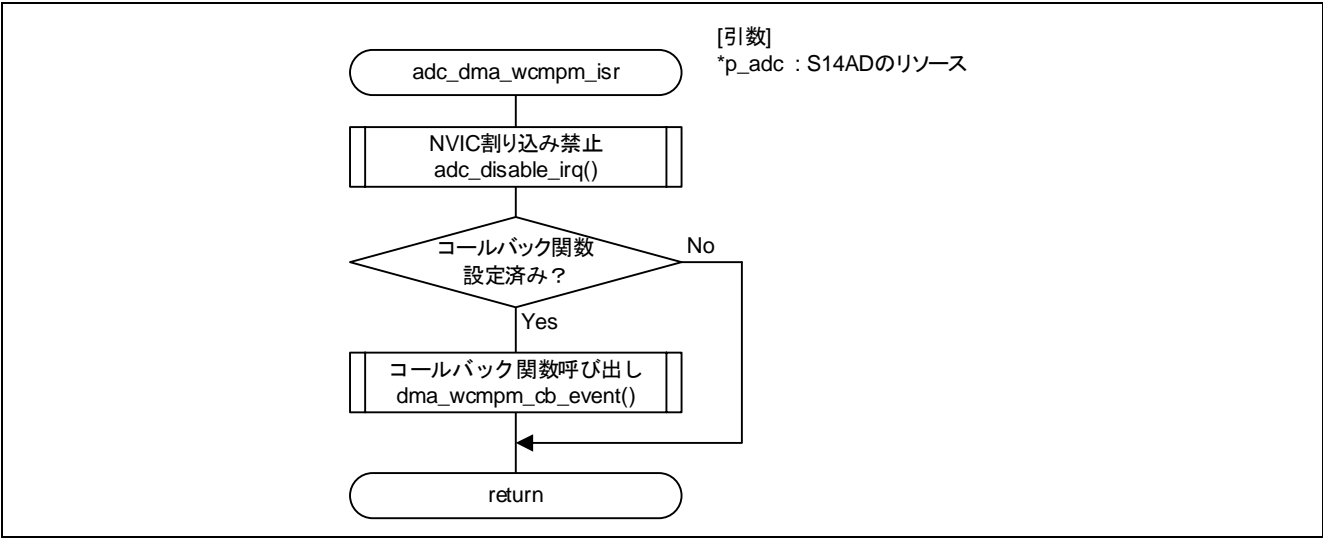 [引数]
*p_adc : S14ADのリソース
adc_dma_wcmpm_isr
NVIC割り込み禁止
adc_disable_irq()
コールバック関数
設定済み？
No
Yes
コールバック関数呼び出し
dma_wcmpm_cb_event()
return